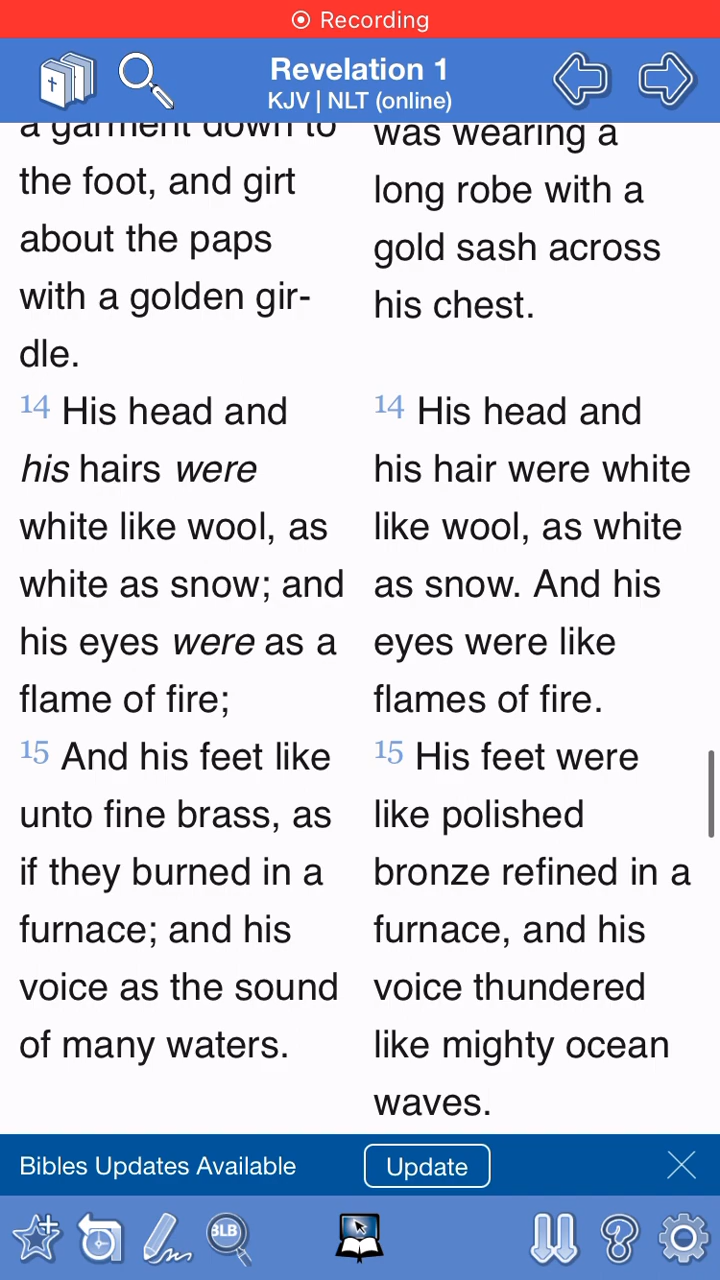 Recording
Revelation 1
KJV | NLT (online)
a garment down to
the foot, and girt
about the paps
with a golden gir-
dle.
14 His head and
his hairs were
white like wool, as
white as snow; and
his eyes were as a
flame of fire;
15 And his feet like
unto fine brass, as
if they burned in a
furnace; and his
voice as the sound
of many waters.
was wearing a
long robe with a
gold sash across
his chest.
14 His head and
his hair were white
like wool, as white
as snow. And his
eyes were like
flames of fire.
15 His feet were
like polished
bronze refined in a
furnace, and his
voice thundered
like mighty ocean
waves.
Bibles Updates Available
Update
BLB